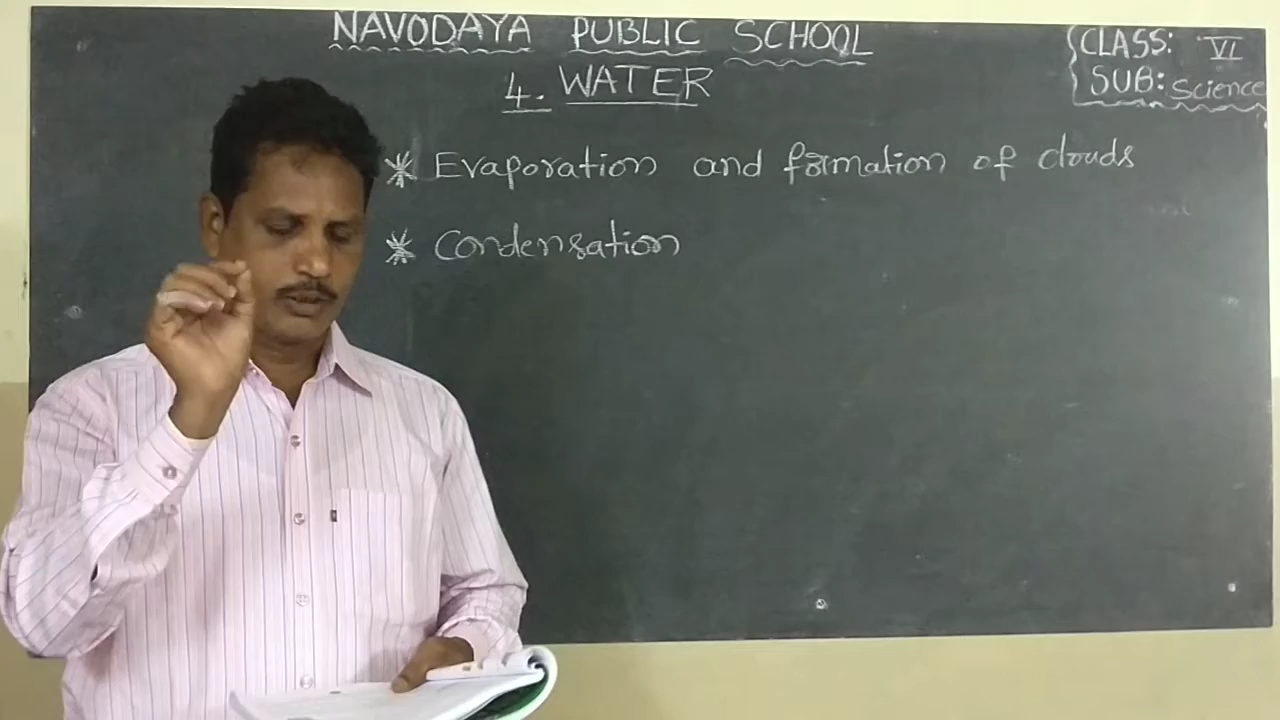 NAVODAYA PUBLIC SCHOOL
CLASS: VI
SUB: Science
4. WATER
* Evaporation and formation of clouds
* Condensation